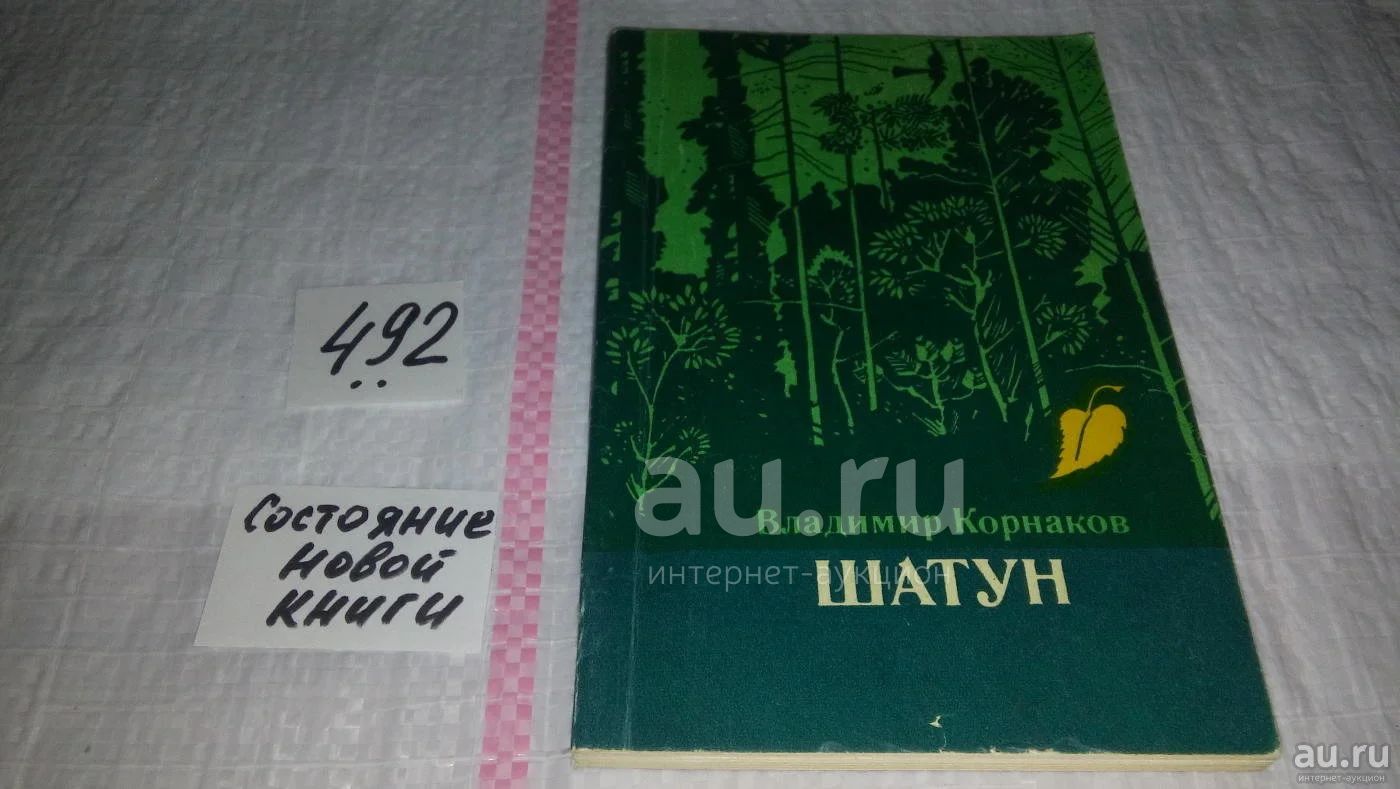 492
Состояние
новой
книги
au.ru
Владимир Корнаков
интернет-аукцион
ШАТУН
au.ru
интернет-аукцион